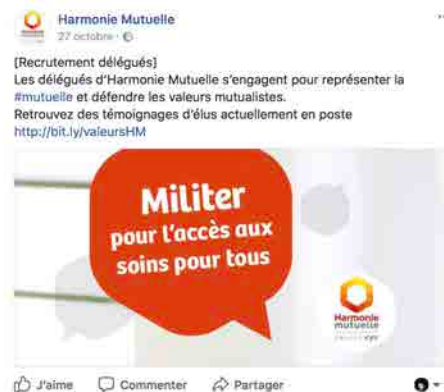 Harmonie Mutuelle
27 octobre ·
[Recrutement délégués]
Les délégués d'Harmonie Mutuelle s'engagent pour représenter la
#mutuelle et défendre les valeurs mutualistes.
Retrouvez des témoignages d'élus actuellement en poste
http://bit.ly/valeursHM
Militer
pour l'accès aux
soins pour tous
Harmonie
mutuelle
J'aime Commenter Partager